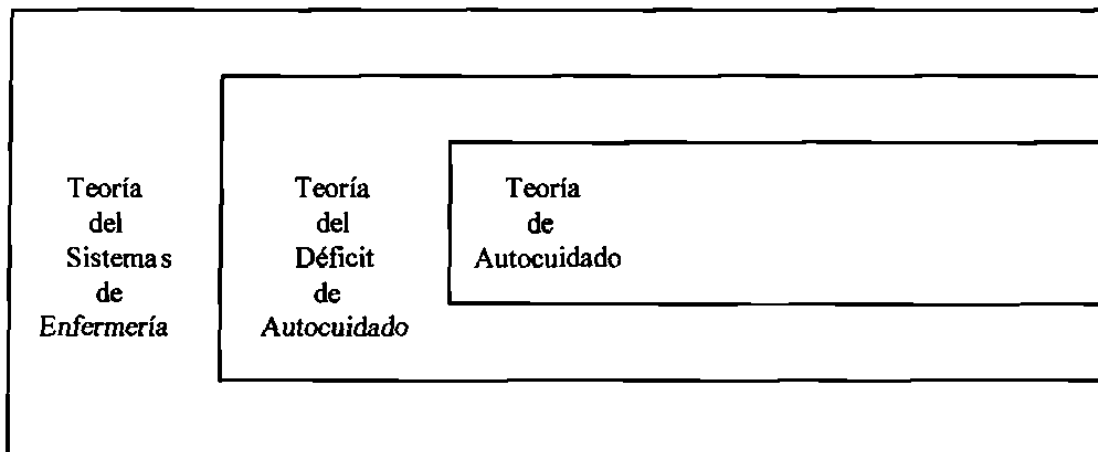 Teoría
del
Sistemas
de
Enfermería
Teoría
del
Déficit
de
Autocuidado
Teoría
de
Autocuidado